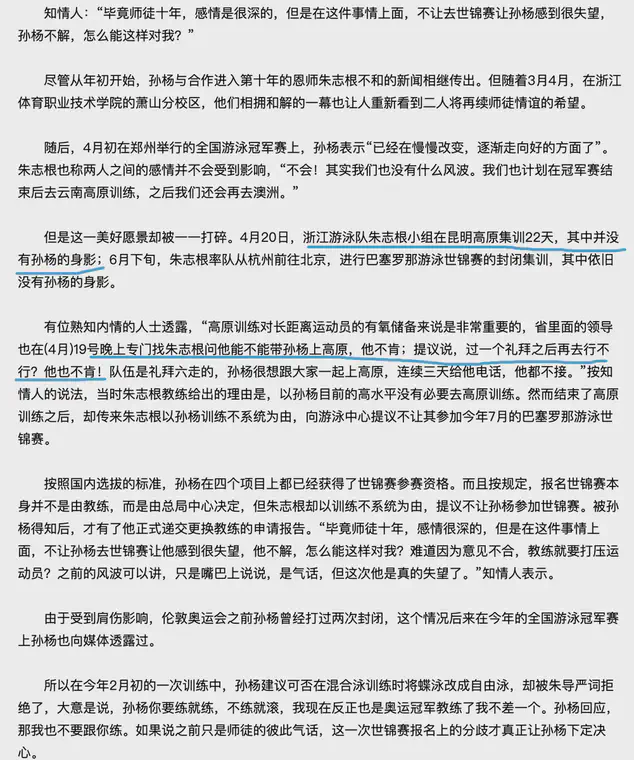 知情人：“毕竟师徒十年，感情是很深的，但是在这件事情上面，不让去世锦赛让孙杨感到很失望，
孙杨不解，怎么能这样对我？”
尽管从年初开始，孙杨与合作进入第十年的恩师朱志根不和的新闻相继传出。但随着3月4月，在浙江
体育职业技术学院的萧山分校区，他们相拥和解的一幕也让人重新看到二人将再续师徒情谊的希望。
随后，4月初在郑州举行的全国游泳冠军赛上，孙杨表示“已经在慢慢改变，逐渐走向好的方面了”。
朱志根也称两人之间的感情并不会受到影响，“不会！其实我们也没有什么风波。我们也计划在冠军赛结
束后去云南高原训练，之后我们还会再去澳洲。”
但是这一美好愿景却被一一打碎。4月20日，浙江游泳队朱志根小组在昆明高原集训22天，其中并没
有孙杨的身影；6月下旬，朱志根率队从杭州前往北京，进行巴塞罗那游泳世锦赛的封闭集训，其中依旧
没有孙杨的身影。
有位熟知内情的人士透露，“高原训练对长距离运动员的有氧储备来说是非常重要的，省里面的领导
也在(4月)19号晚上专门找朱志根问他能不能带孙杨上高原，他不肯；提议说，过一个礼拜之后再去行不
行？他也不肯！队伍是礼拜六走的，孙杨很想跟大家一起上高原，连续三天给他电话，他都不接。”按知
情人的说法，当时朱志根教练给出的理由是，以孙杨目前的高水平没有必要去高原训练。然而结束了高原
训练之后，却传来朱志根以孙杨训练不系统为由，向游泳中心提议不让其参加今年7月的巴塞罗那游泳世
锦赛。
按照国内选拔的标准，孙杨在四个项目上都已经获得了世锦赛参赛资格。而且按规定，报名世锦赛本
身并不是由教练，而是由总局中心决定，但朱志根却以训练不系统为由，提议不让孙杨参加世锦赛。被孙
杨得知后，才有了他正式递交更换教练的申请报告。“毕竟师徒十年，感情很深的，但是在这件事情上
面，不让孙杨去世锦赛让他感到很失望，他不解，怎么能这样对我？难道因为意见不合，教练就要打压运
动员？之前的风波可以讲，只是嘴巴上说说，是气话，但这次他是真的失望了。”知情人表示。
由于受到肩伤影响，伦敦奥运会之前孙杨曾经打过两次封闭，这个情况后来在今年的全国游泳冠军赛
上孙杨也向媒体透露过。
所以在今年2月初的一次训练中，孙杨建议可否在混合泳训练时将蝶泳改成自由泳，却被朱导严词拒
绝了，大意是说，孙杨你要练就练，不练就滚，我现在反正也是奥运冠军教练了我不差一个。孙杨回应，
那我也不要跟你练。如果说之前只是师徒的彼此气话，这一次世锦赛报名上的分歧才真正让孙杨下定决
心。